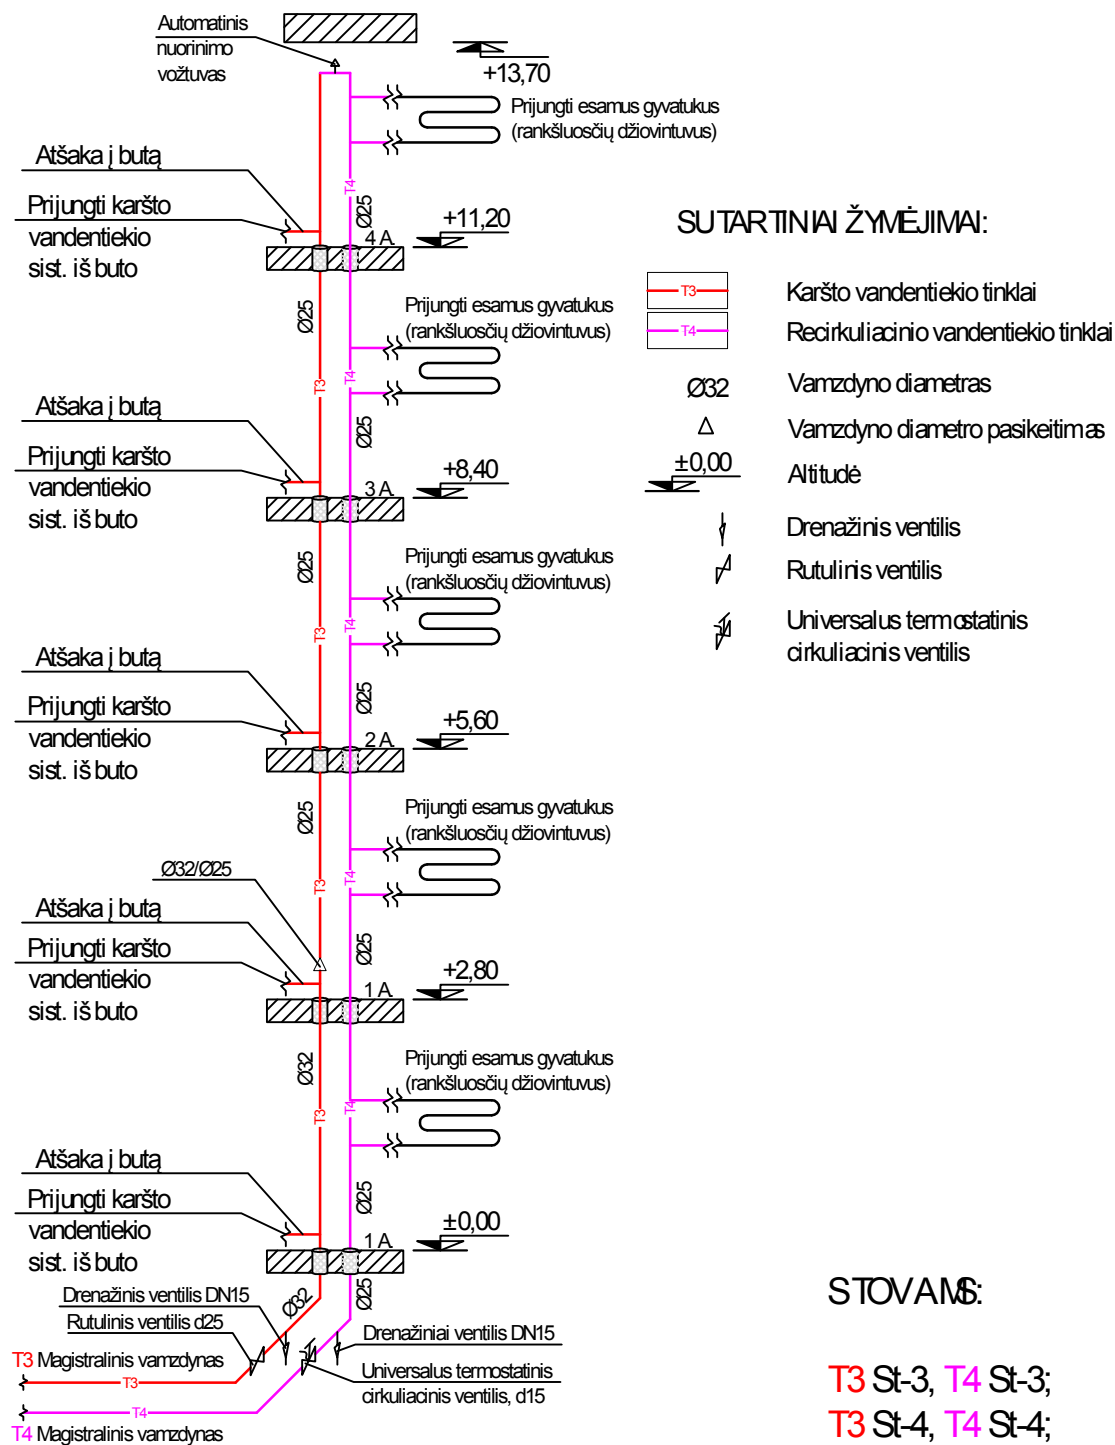 Automatinis
nuorinimo
vožtuvas
+13,70
Prijungti esamus gyvatukus
(rankšluosčių džiovintuvus)
Atšaka į butą
Prijungti karšto
vandentiekio
sist. iš buto
T4
Ø25
4 A.
+11,20
SUTARTINIAI ŽYMĖJIMAI:
T3
Karšto vandentiekio tinklai
T4
Recirkuliacinio vandentiekio tinklai
Ø32
Vamzdyno diametras
Vamzdyno diametro pasikeitimas
±0,00
Altitudė
Drenažinis ventilis
Rutulinis ventilis
Universalus termostatinis
cirkuliacinis ventilis
Ø25
Prijungti esamus gyvatukus
(rankšluosčių džiovintuvus)
T3
T4
Atšaka į butą
Ø25
Prijungti karšto
vandentiekio
sist. iš buto
3 A.
+8,40
Ø25
Prijungti esamus gyvatukus
(rankšluosčių džiovintuvus)
T3
T4
Atšaka į butą
Ø25
Prijungti karšto
vandentiekio
sist. iš buto
2 A.
+5,60
Ø25
Prijungti esamus gyvatukus
(rankšluosčių džiovintuvus)
Ø32/Ø25
T3
T4
Atšaka į butą
Ø25
Prijungti karšto
vandentiekio
sist. iš buto
1 A.
+2,80
Ø32
Prijungti esamus gyvatukus
(rankšluosčių džiovintuvus)
T3
T4
Atšaka į butą
Ø25
Prijungti karšto
vandentiekio
sist. iš buto
1 A.
±0,00
Drenažinis ventilis DN15
Ø32
Ø25
Rutulinis ventilis d25
Drenažiniai ventilis DN15
T3 Magistralinis vamzdynas
T3
Universalus termostatinis
cirkuliacinis ventilis, d15
T4
T4 Magistralinis vamzdynas
STOVAMS:
T3 St-3, T4 St-3;
T3 St-4, T4 St-4;